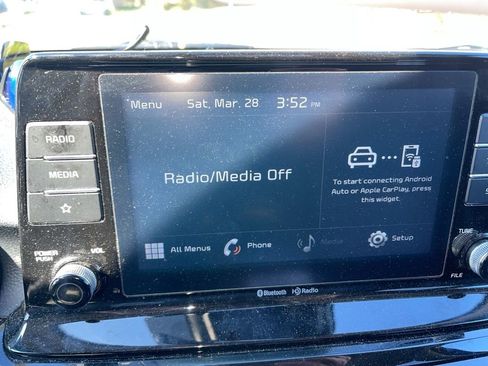 Menu Sat, Mar. 28 3:52 PM
RADIO
MEDIA
Radio/Media Off
To start connecting Android
Auto or Apple CarPlay, press
this widget.
All Menus Phone Media Setup
POWER
PUSH
VOL
TUNE
FILE
Bluetooth HD Radio